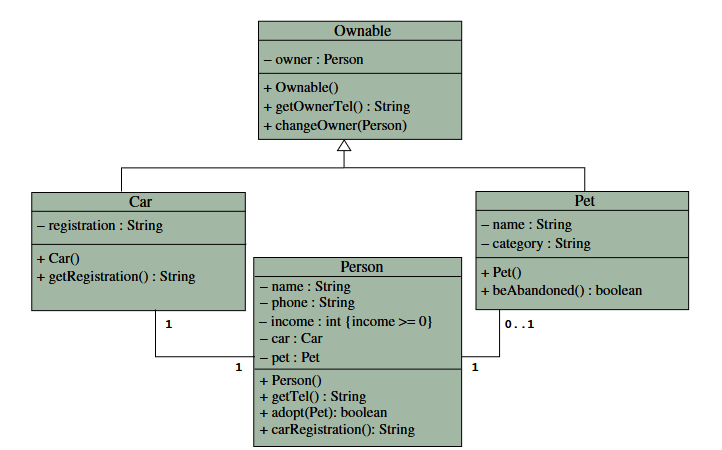 Ownable
– owner : Person
+ Ownable()
+ getOwnerTel() : String
+ changeOwner(Person)
Car
– registration : String
+ Car()
+ getRegistration() : String
Pet
– name : String
– category : String
+ Pet()
+ beAbandoned() : boolean
Person
– name : String
– phone : String
– income : int {income >= 0}
– car : Car
– pet : Pet
+ Person()
+ getTel() : String
+ adopt(Pet): boolean
+ carRegistration(): String
1
1
0..1
1